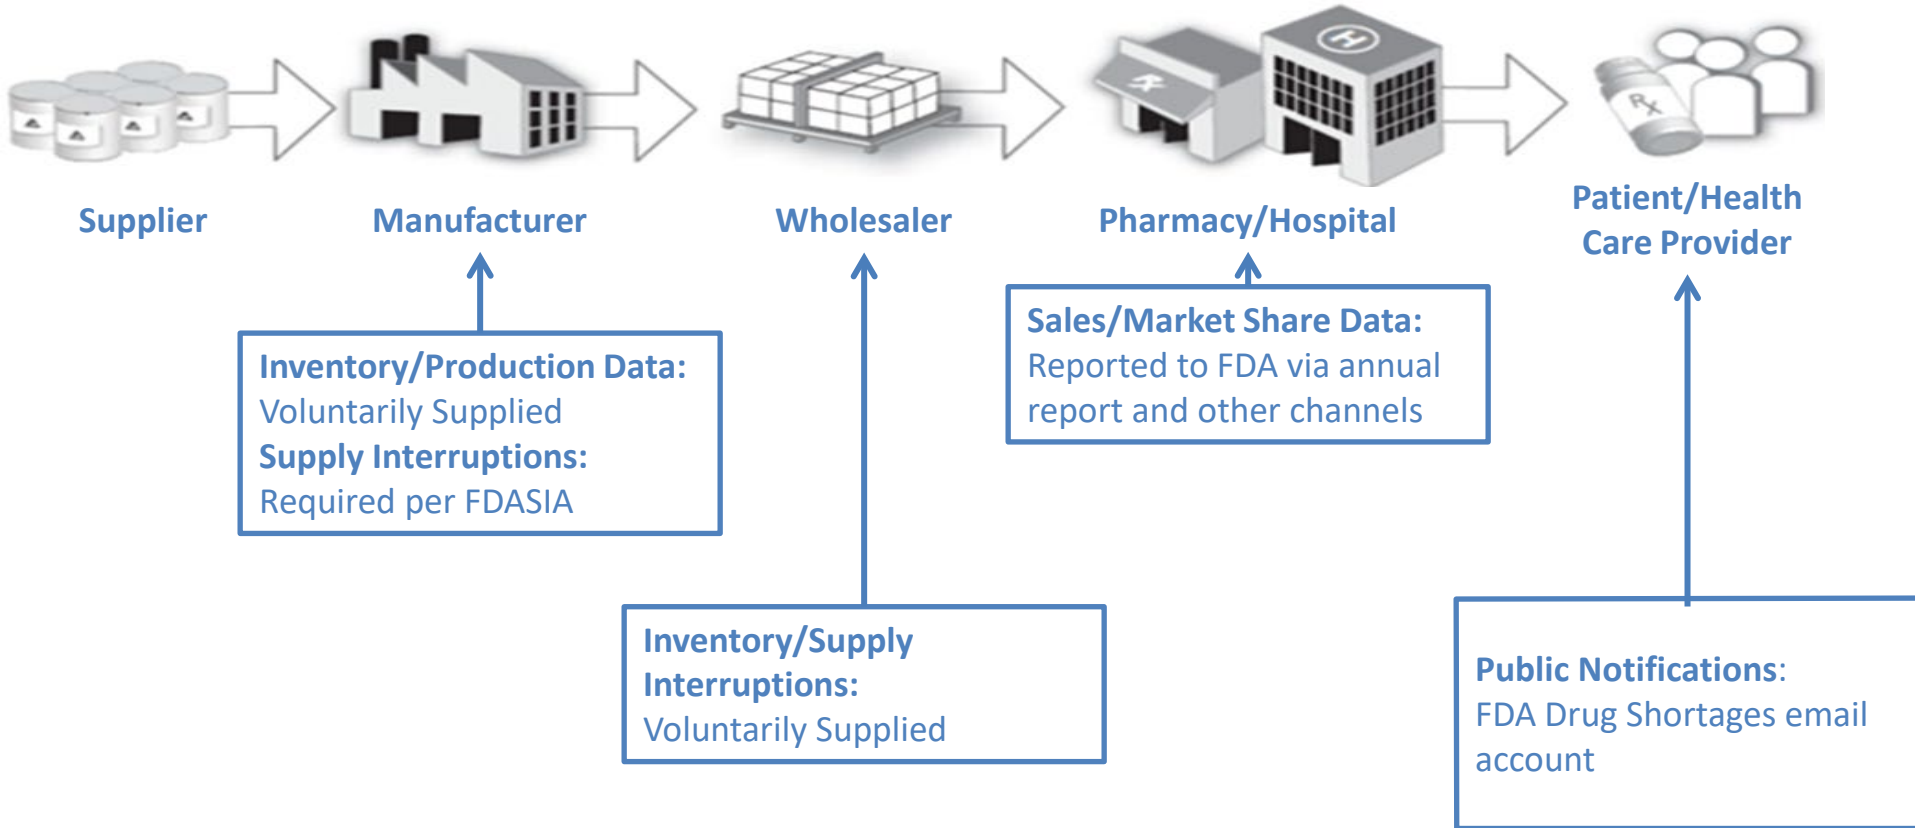 H
Rx
Rx
Supplier
Manufacturer
Wholesaler
Pharmacy/Hospital
Patient/Health
Care Provider
Inventory/Production Data:
Voluntarily Supplied
Supply Interruptions:
Required per FDASIA
Inventory/Supply
Interruptions:
Voluntarily Supplied
Sales/Market Share Data:
Reported to FDA via annual
report and other channels
Public Notifications:
FDA Drug Shortages email
account